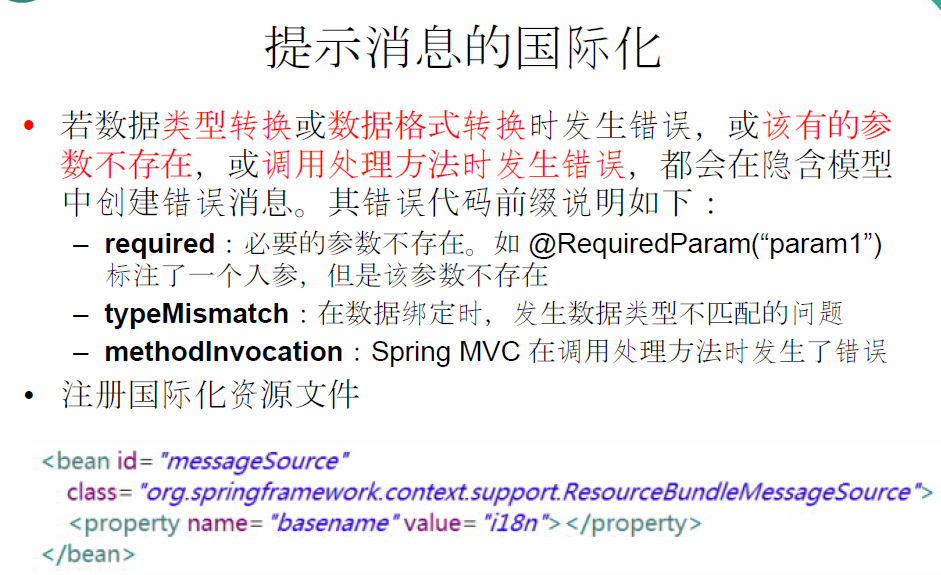 提示消息的国际化
• 若数据类型转换或数据格式转换时发生错误，或该有的参
数不存在，或调用处理方法时发生错误，都会在隐含模型
中创建错误消息。其错误代码前缀说明如下：
– required：必要的参数不存在。如 @RequiredParam(“param1”)
标注了一个入参，但是该参数不存在
– typeMismatch：在数据绑定时，发生数据类型不匹配的问题
– methodInvocation：Spring MVC 在调用处理方法时发生了错误
• 注册国际化资源文件
<bean id="messageSource"
class="org.springframework.context.support.ResourceBundleMessageSource">
<property name="basename" value="i18n"></property>
</bean>